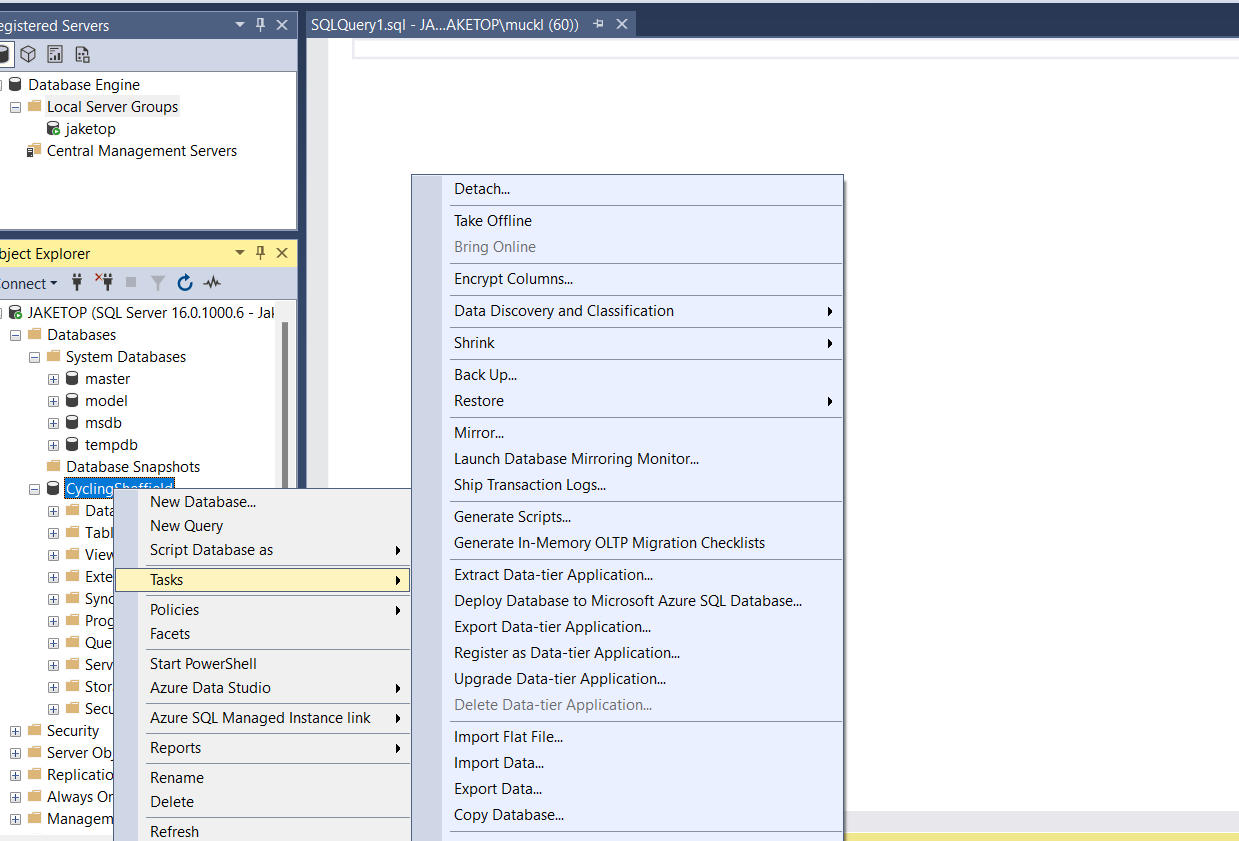 egistered Servers
SQLQuery1.sql - JA...AKETOP\muckl (60))
Database Engine
Local Server Groups
jaketop
Central Management Servers
bject Explorer
onnect
JAKETOP (SQL Server 16.0.1000.6 - Jak
Databases
System Databases
master
model
msdb
tempdb
Database Snapshots
CyclingSheffield
Data
Tabl
View
Exte
Syno
Prog
Que
Serv
Stor
Secu
Security
Server Obj
Replicatio
Always On
Managem
New Database...
New Query
Script Database as
Tasks
Policies
Facets
Start PowerShell
Azure Data Studio
Azure SQL Managed Instance link
Reports
Rename
Delete
Refresh
Detach...
Take Offline
Bring Online
Encrypt Columns...
Data Discovery and Classification
Shrink
Back Up...
Restore
Mirror...
Launch Database Mirroring Monitor...
Ship Transaction Logs...
Generate Scripts...
Generate In-Memory OLTP Migration Checklists
Extract Data-tier Application...
Deploy Database to Microsoft Azure SQL Database...
Export Data-tier Application...
Register as Data-tier Application...
Upgrade Data-tier Application...
Delete Data-tier Application...
Import Flat File...
Import Data...
Export Data...
Copy Database...